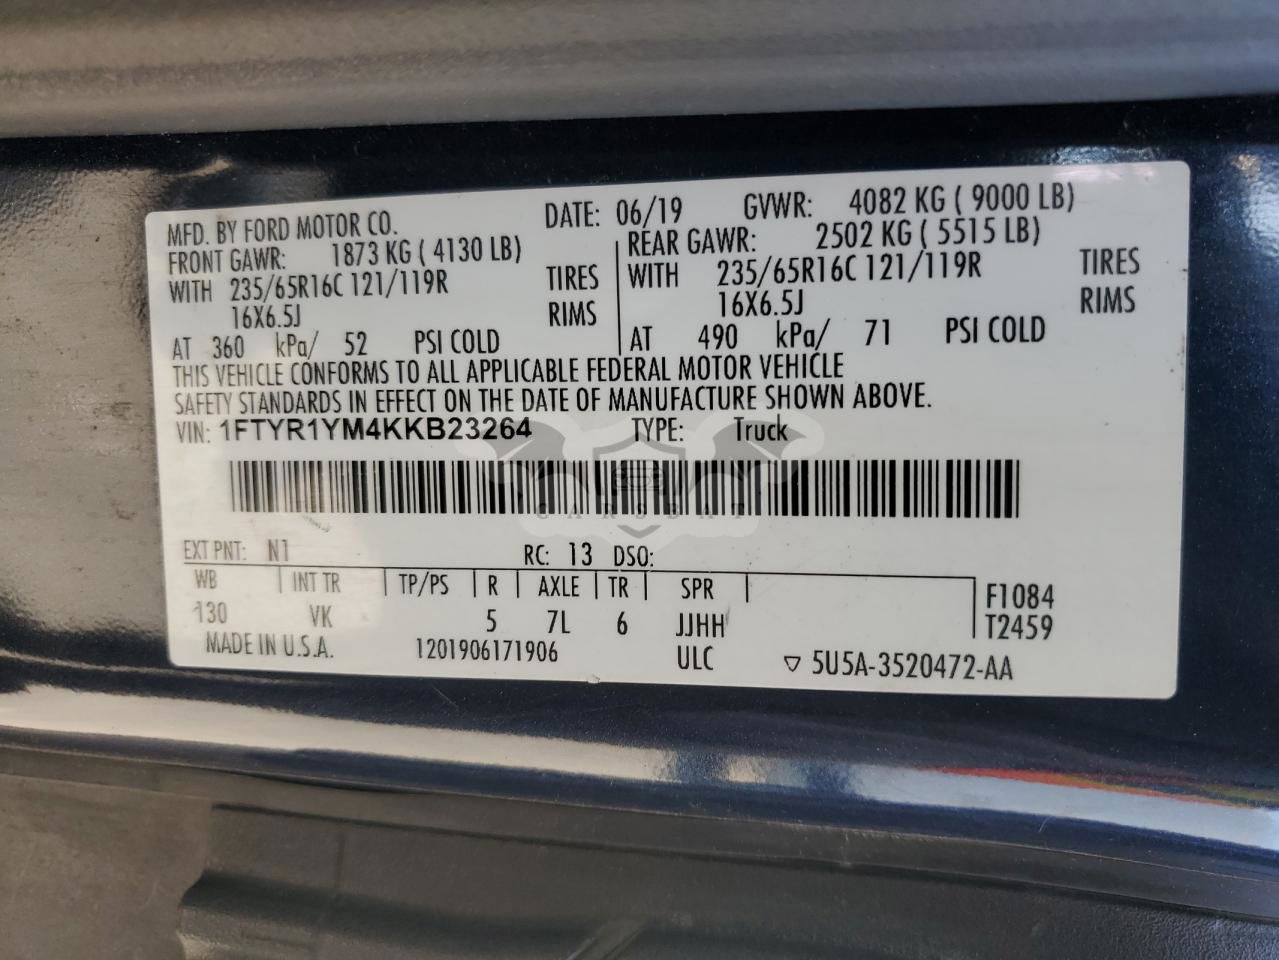 MFD. BY FORD MOTOR CO. DATE: 06/19 GVWR: 4082 KG ( 9000 LB)
FRONT GAWR: 1873 KG ( 4130 LB) REAR GAWR: 2502 KG ( 5515 LB)
WITH 235/65R16C 121/119R TIRES WITH 235/65R16C 121/119R TIRES
16X6.5J RIMS 16X6.5J RIMS
AT 360 kPa/ 52 PSI COLD AT 490 kPa/ 71 PSI COLD
THIS VEHICLE CONFORMS TO ALL APPLICABLE FEDERAL MOTOR VEHICLE
SAFETY STANDARDS IN EFFECT ON THE DATE OF MANUFACTURE SHOWN ABOVE.
VIN: 1FTYR1YM4KKB23264 TYPE: Truck
CARSBAT
EXT PNT: N1 RC: 13 DSO:
WB INT TR TP/PS R AXLE TR SPR F1084
130 VK 5 7L 6 JJHH T2459
MADE IN U.S.A. 1201906171906 ULC ▽ 5U5A-3520472-AA